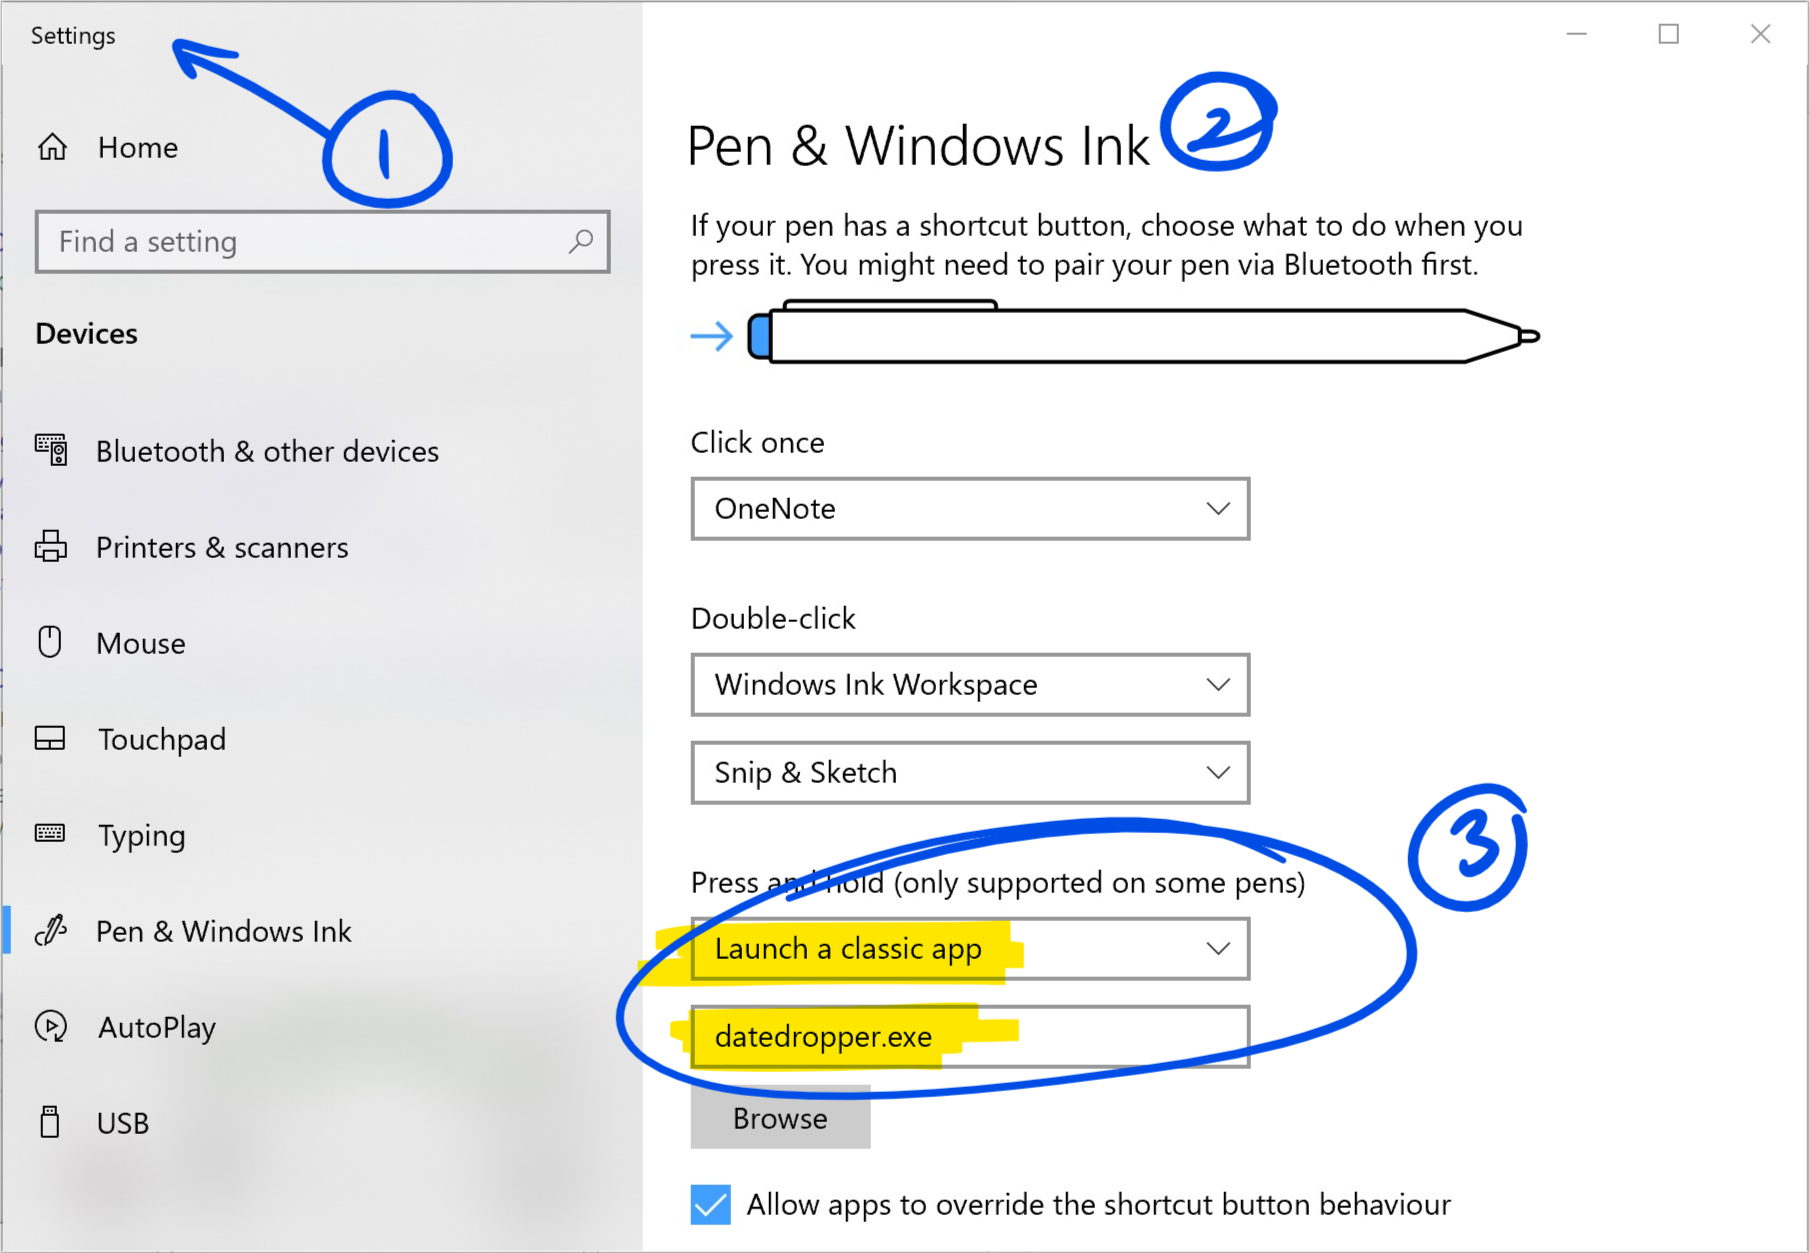 Settings
1
Home
Find a setting
Devices
Bluetooth & other devices
Printers & scanners
Mouse
Touchpad
Typing
Pen & Windows Ink
AutoPlay
USB
Pen & Windows Ink
2
If your pen has a shortcut button, choose what to do when you
press it. You might need to pair your pen via Bluetooth first.
Click once
OneNote
Double-click
Windows Ink Workspace
Snip & Sketch
3
Press and hold (only supported on some pens)
Launch a classic app
datedropper.exe
Browse
Allow apps to override the shortcut button behaviour